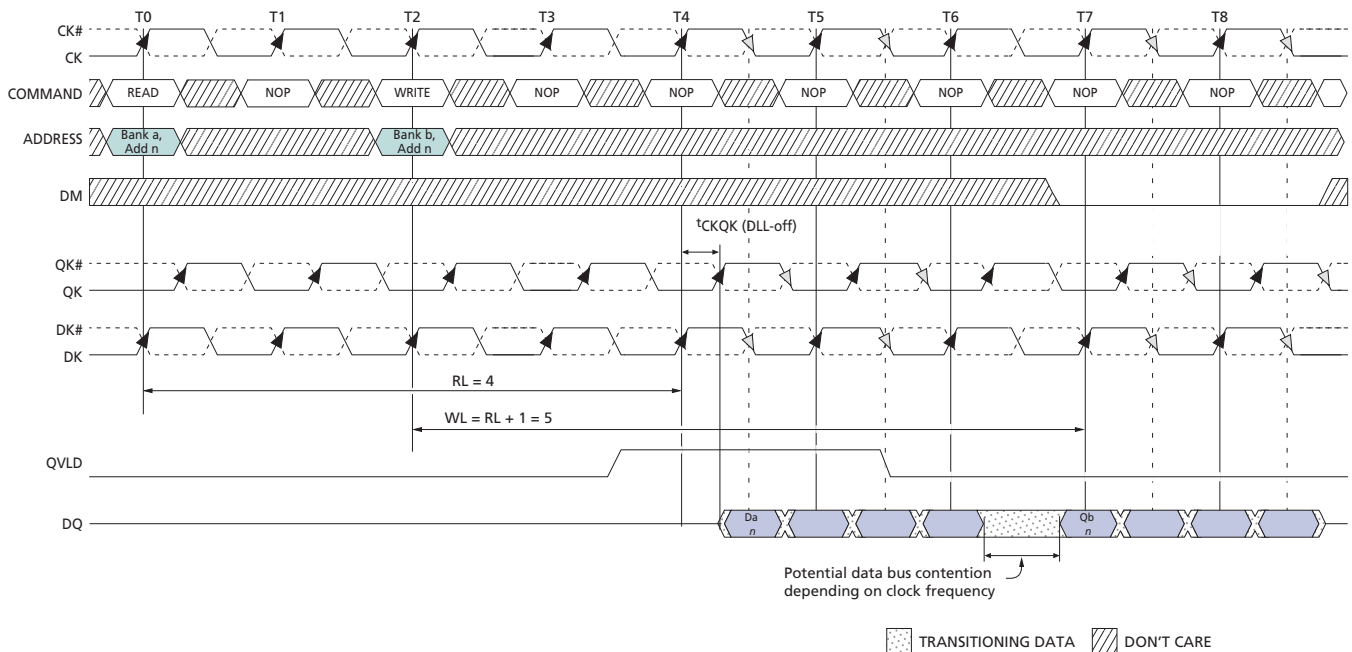 T0 T1 T2 T3 T4 T5 T6 T7 T8
CK#
CK
COMMAND READ NOP WRITE NOP NOP NOP NOP NOP NOP
ADDRESS Bank a, Add n Bank b, Add n
DM
tCKQK (DLL-off)
QK#
QK
DK#
DK
RL = 4
WL = RL + 1 = 5
QVLD
DQ Da n Qb n
Potential data bus contention
depending on clock frequency
TRANSITIONING DATA DON'T CARE